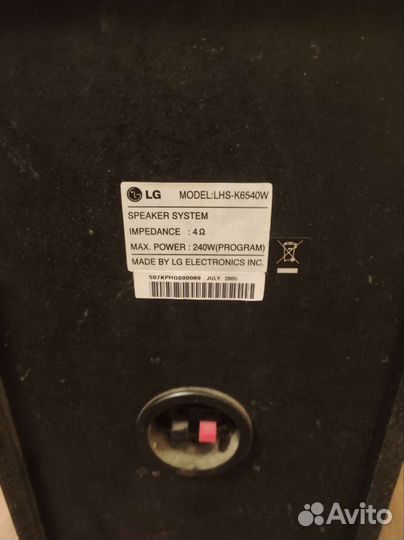 LG MODEL:LHS-K6540W
SPEAKER SYSTEM
IMPEDANCE : 4Ω
MAX. POWER : 240W(PROGRAM)
MADE BY LG ELECTRONICS INC.
507KPHG000089 JULY 2005
Avito